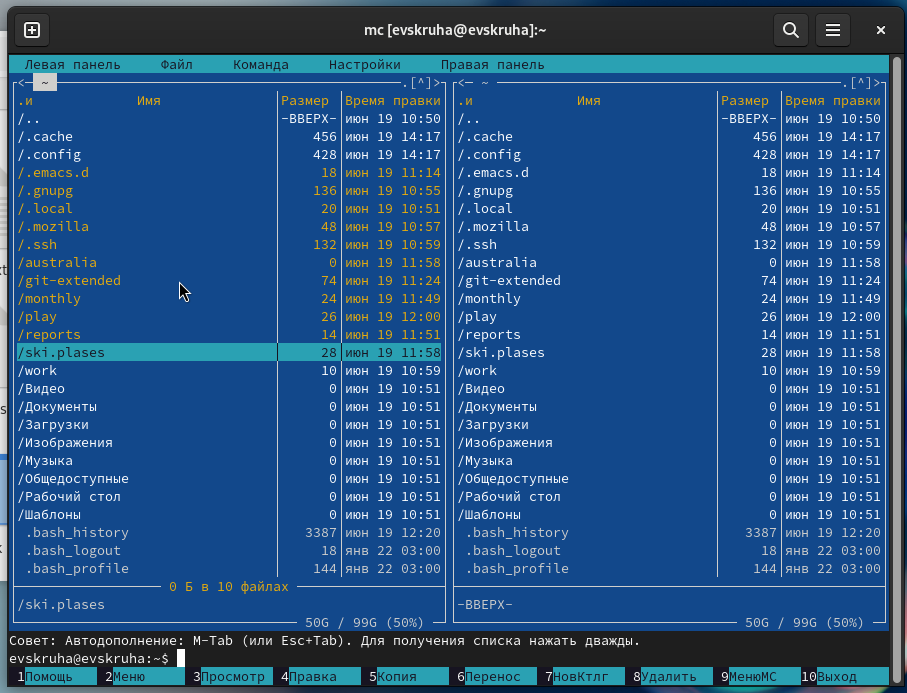 mc [evskruha@evskruha]:~
Левая панель Файл Команда Настройки Правая панель
<─ ~ .[^]> <─ ~ .[^]>
.и Имя Размер Время правки .и Имя Размер Время правки
/.. -ВВЕРХ- июн 19 10:50 /.. -ВВЕРХ- июн 19 10:50
/.cache 456 июн 19 14:17 /.cache 456 июн 19 14:17
/.config 428 июн 19 14:17 /.config 428 июн 19 14:17
/.emacs.d 18 июн 19 11:14 /.emacs.d 18 июн 19 11:14
/.gnupg 136 июн 19 10:55 /.gnupg 136 июн 19 10:55
/.local 20 июн 19 10:51 /.local 20 июн 19 10:51
/.mozilla 48 июн 19 10:57 /.mozilla 48 июн 19 10:57
/.ssh 132 июн 19 10:59 /.ssh 132 июн 19 10:59
/australia 0 июн 19 11:58 /australia 0 июн 19 11:58
/git-extended 74 июн 19 11:24 /git-extended 74 июн 19 11:24
/monthly 24 июн 19 11:49 /monthly 24 июн 19 11:49
/play 26 июн 19 12:00 /play 26 июн 19 12:00
/reports 14 июн 19 11:51 /reports 14 июн 19 11:51
/ski.plases 28 июн 19 11:58 /ski.plases 28 июн 19 11:58
/work 10 июн 19 10:59 /work 10 июн 19 10:59
/Видео 0 июн 19 10:51 /Видео 0 июн 19 10:51
/Документы 0 июн 19 10:51 /Документы 0 июн 19 10:51
/Загрузки 0 июн 19 10:51 /Загрузки 0 июн 19 10:51
/Изображения 0 июн 19 10:51 /Изображения 0 июн 19 10:51
/Музыка 0 июн 19 10:51 /Музыка 0 июн 19 10:51
/Общедоступные 0 июн 19 10:51 /Общедоступные 0 июн 19 10:51
/Рабочий стол 0 июн 19 10:51 /Рабочий стол 0 июн 19 10:51
/Шаблоны 0 июн 19 10:51 /Шаблоны 0 июн 19 10:51
.bash_history 3387 июн 19 12:20 .bash_history 3387 июн 19 12:20
.bash_logout 18 янв 22 03:00 .bash_logout 18 янв 22 03:00
.bash_profile 144 янв 22 03:00 .bash_profile 144 янв 22 03:00
0 Б в 10 файлах
/ski.plases -ВВЕРХ-
50G / 99G (50%) 50G / 99G (50%)
Совет: Автодополнение: M-Tab (или Esc+Tab). Для получения списка нажать дважды.
evskruha@evskruha:~$
1Помощь 2Меню 3Просмотр 4Правка 5Копия 6Перенос 7НовКтлг 8Удалить 9МенюMC 10Выход